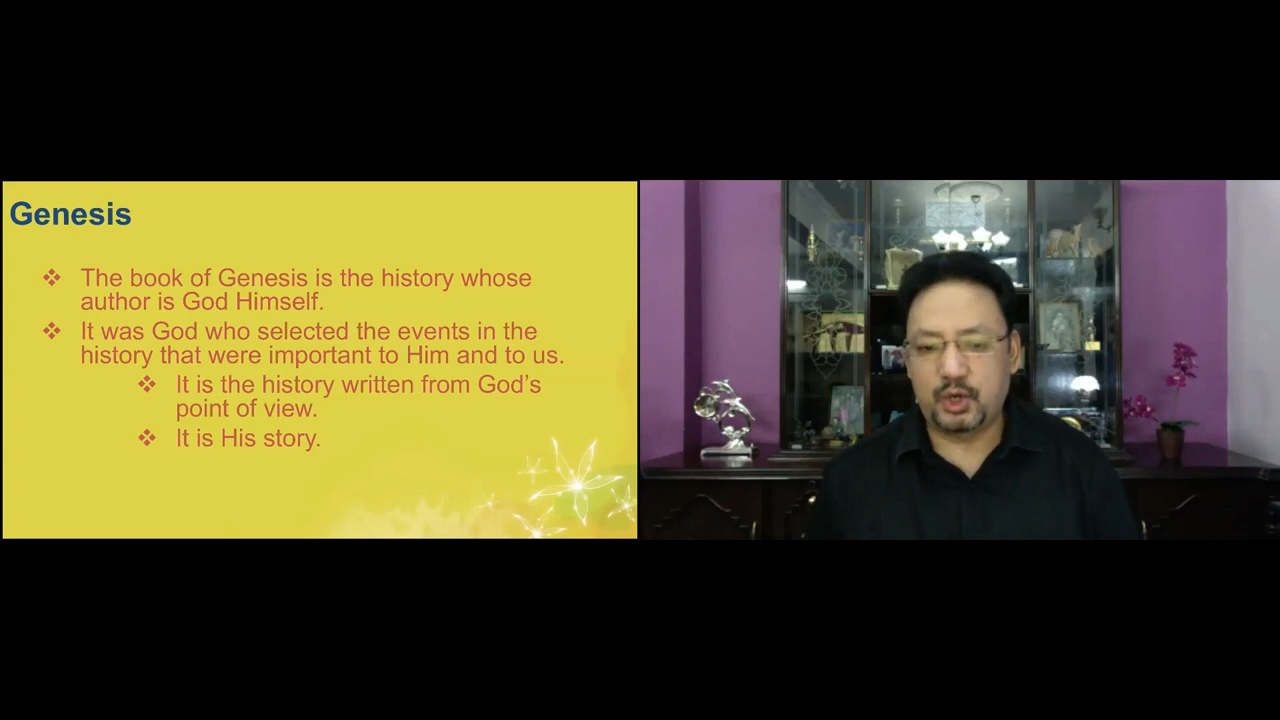 Genesis
❖ The book of Genesis is the history whose
author is God Himself.
❖ It was God who selected the events in the
history that were important to Him and to us.
❖ It is the history written from God’s
point of view.
❖ It is His story.